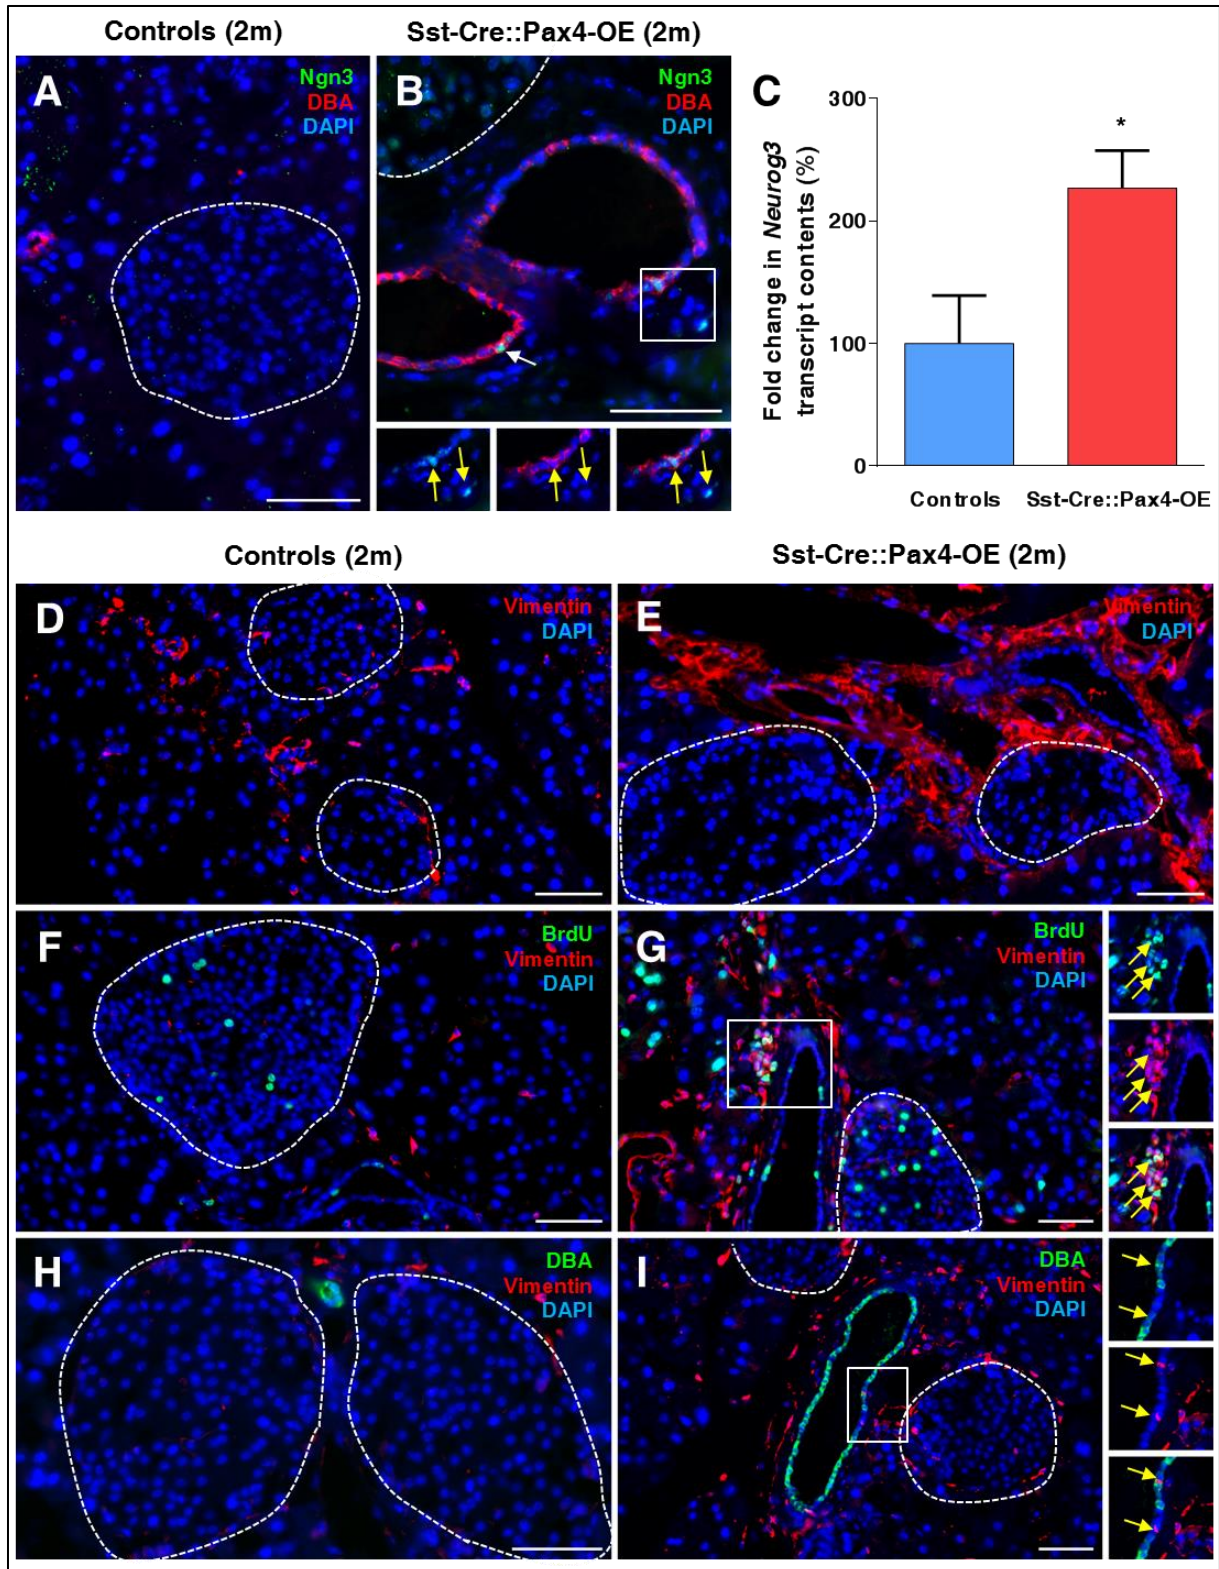 Controls (2m)
Sst-Cre::Pax4-OE (2m)
A
Ngn3
DBA
DAPI
B
Ngn3
DBA
DAPI
C
Fold change in Neurog3
transcript contents (%)
300
200
100
0
*
Controls
Sst-Cre::Pax4-OE
Controls (2m)
Sst-Cre::Pax4-OE (2m)
D
Vimentin
DAPI
E
Vimentin
DAPI
F
BrdU
Vimentin
DAPI
G
BrdU
Vimentin
DAPI
H
DBA
Vimentin
DAPI
I
DBA
Vimentin
DAPI